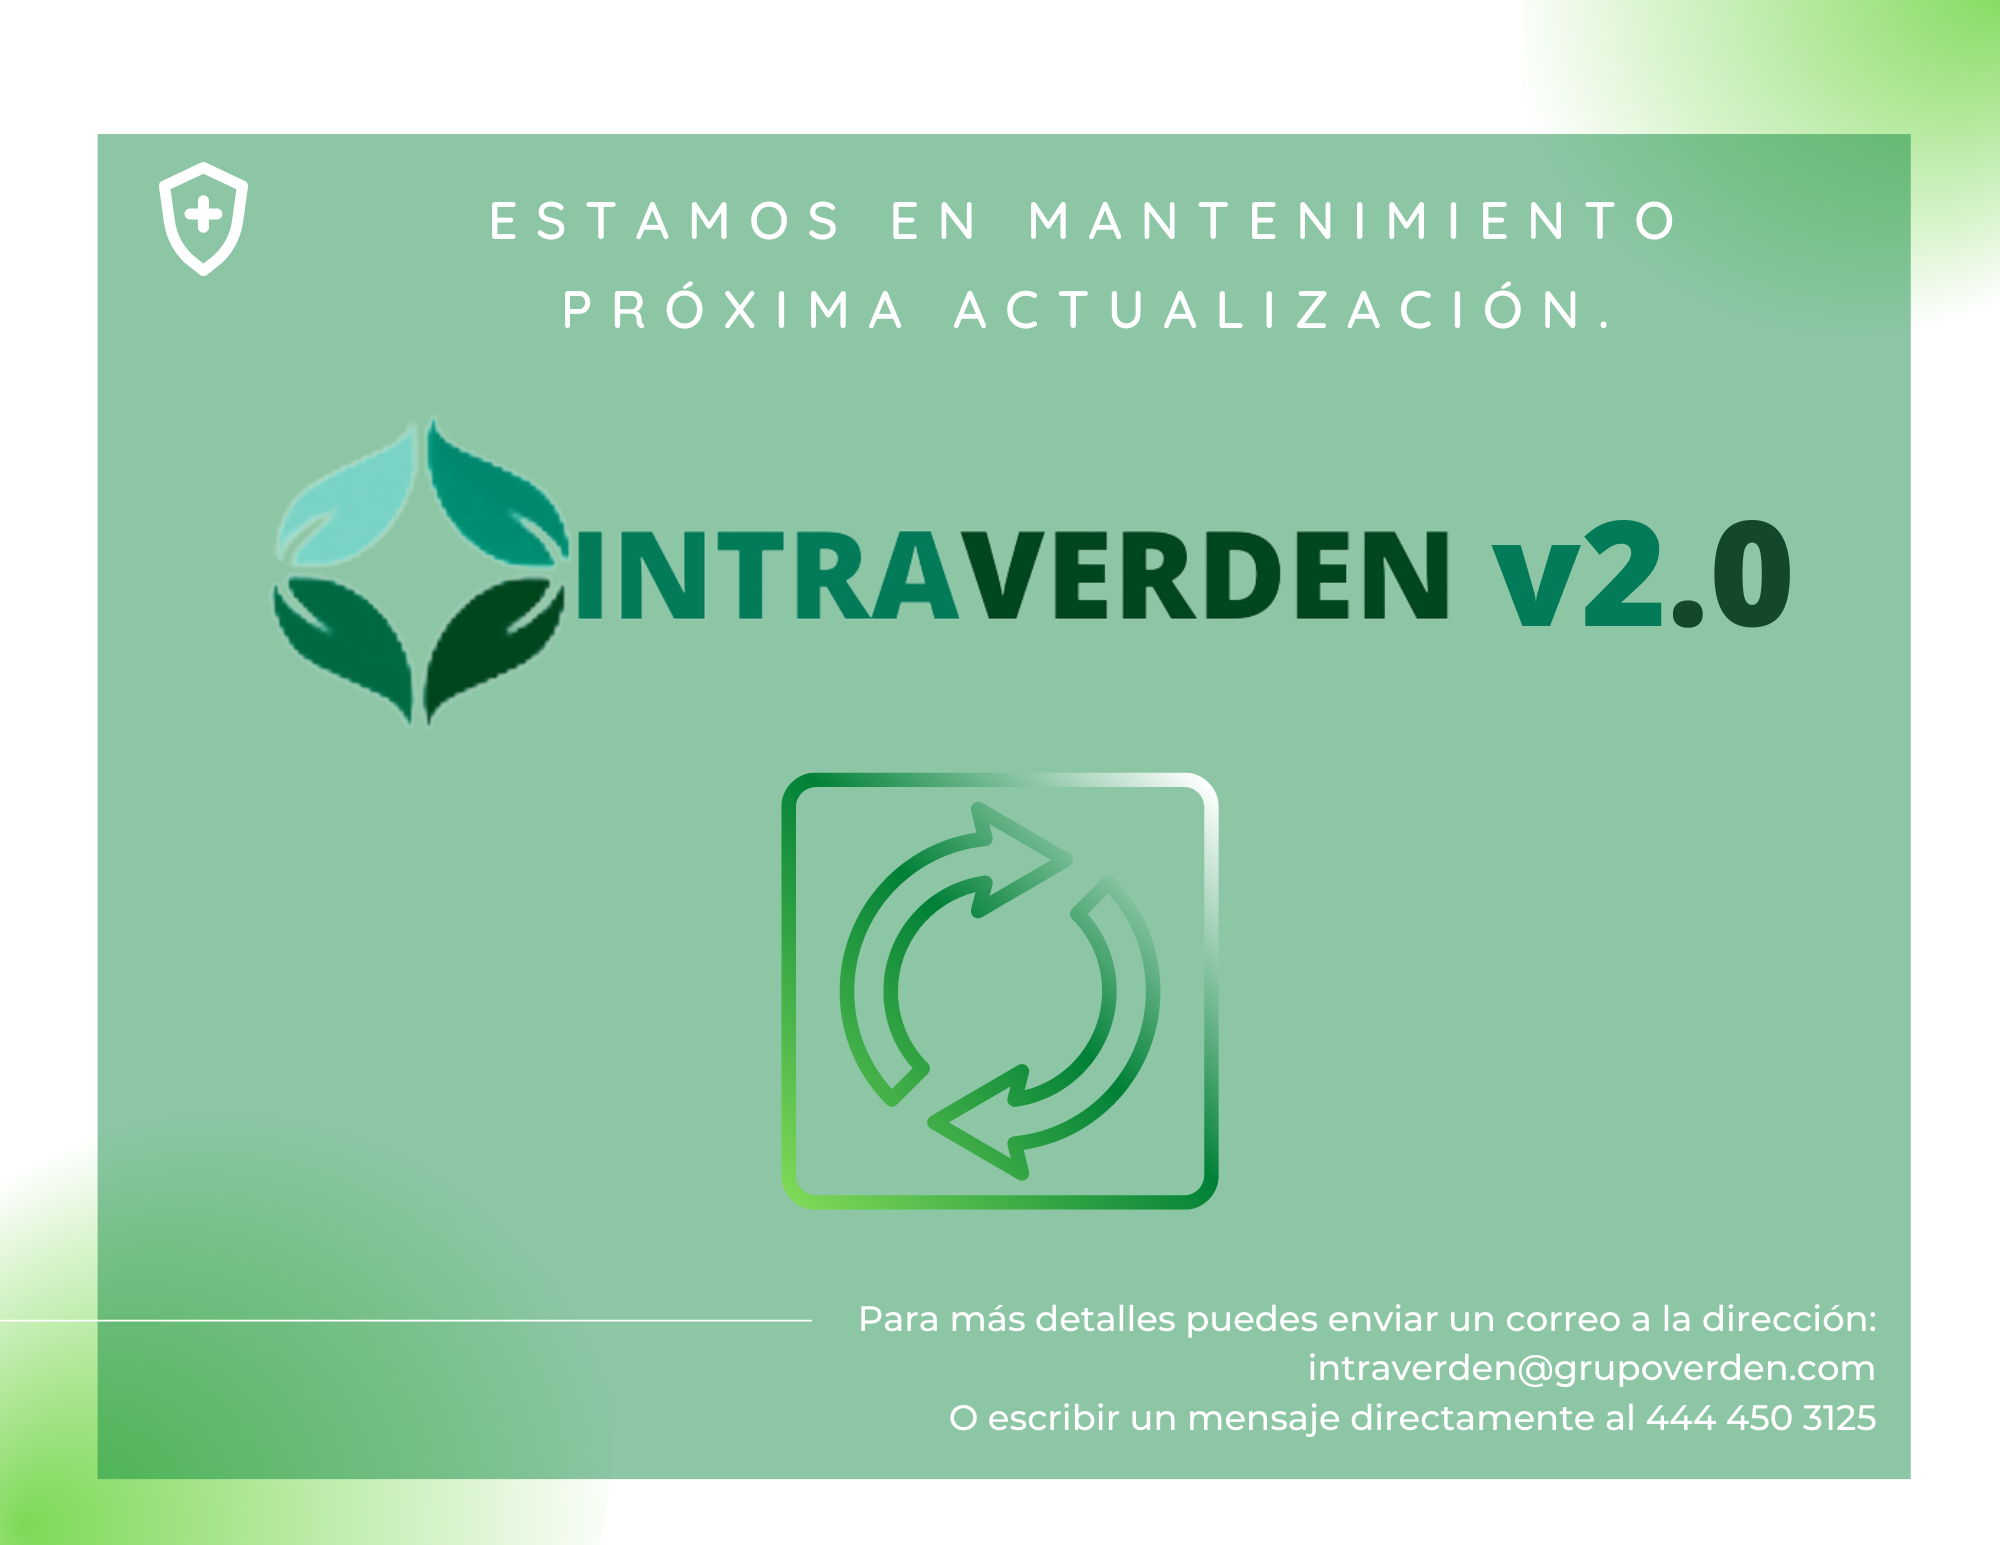 ESTAMOS EN MANTENIMIENTO
PRÓXIMA ACTUALIZACIÓN.
INTRAVERDEN v2.0
Para más detalles puedes enviar un correo a la dirección:
intraverden@grupoverden.com
O escribir un mensaje directamente al 444 450 3125